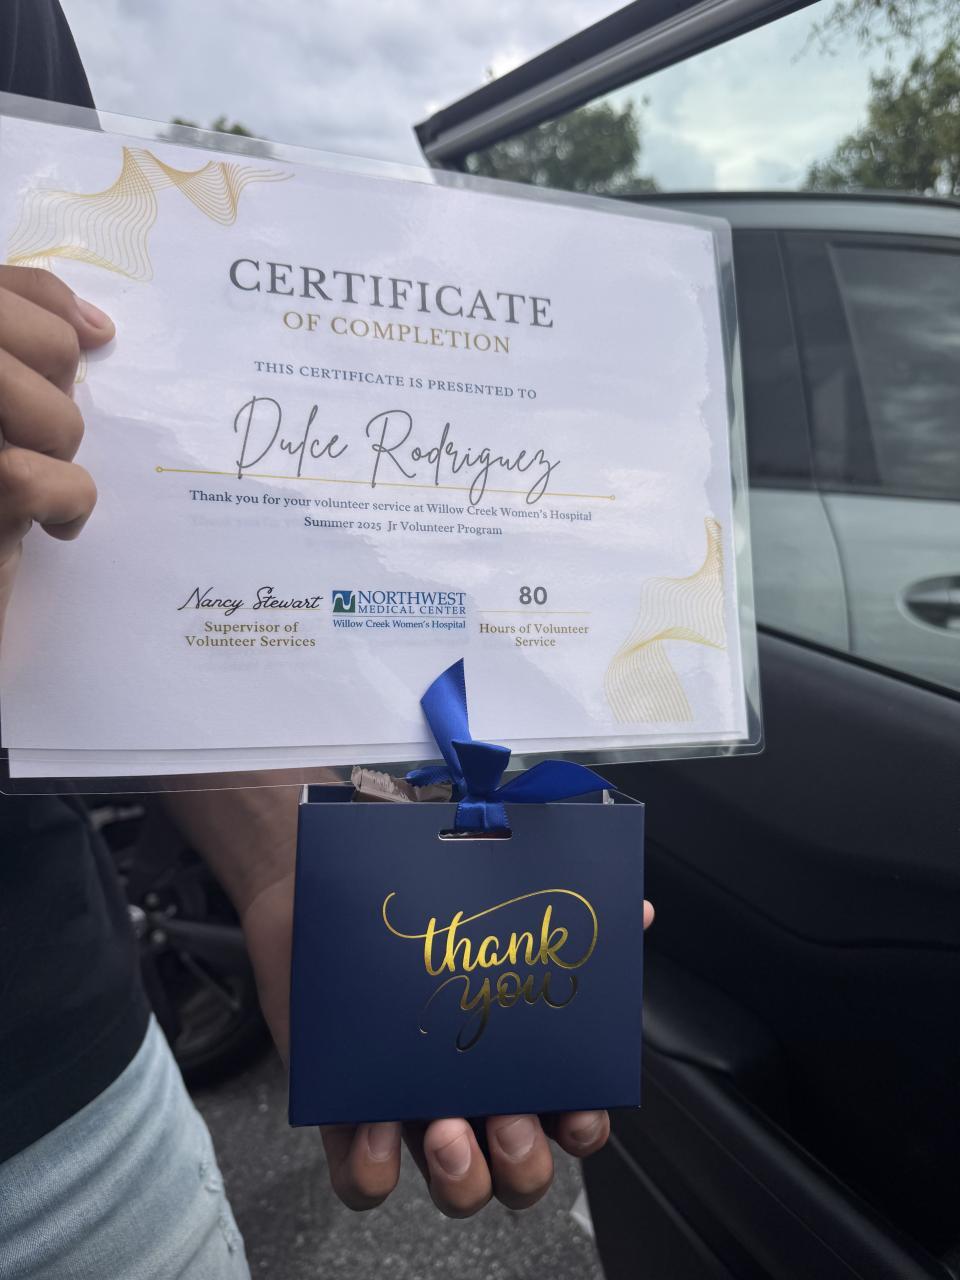 CERTIFICATE
OF COMPLETION
THIS CERTIFICATE IS PRESENTED TO
Dulce Rodriguez
Thank you for your volunteer service at Willow Creek Women's Hospital
Summer 2025 Jr Volunteer Program
Nancy Stewart
Supervisor of
Volunteer Services
NORTHWEST
MEDICAL CENTER
Willow Creek Women's Hospital
80
Hours of Volunteer
Service
thank
you